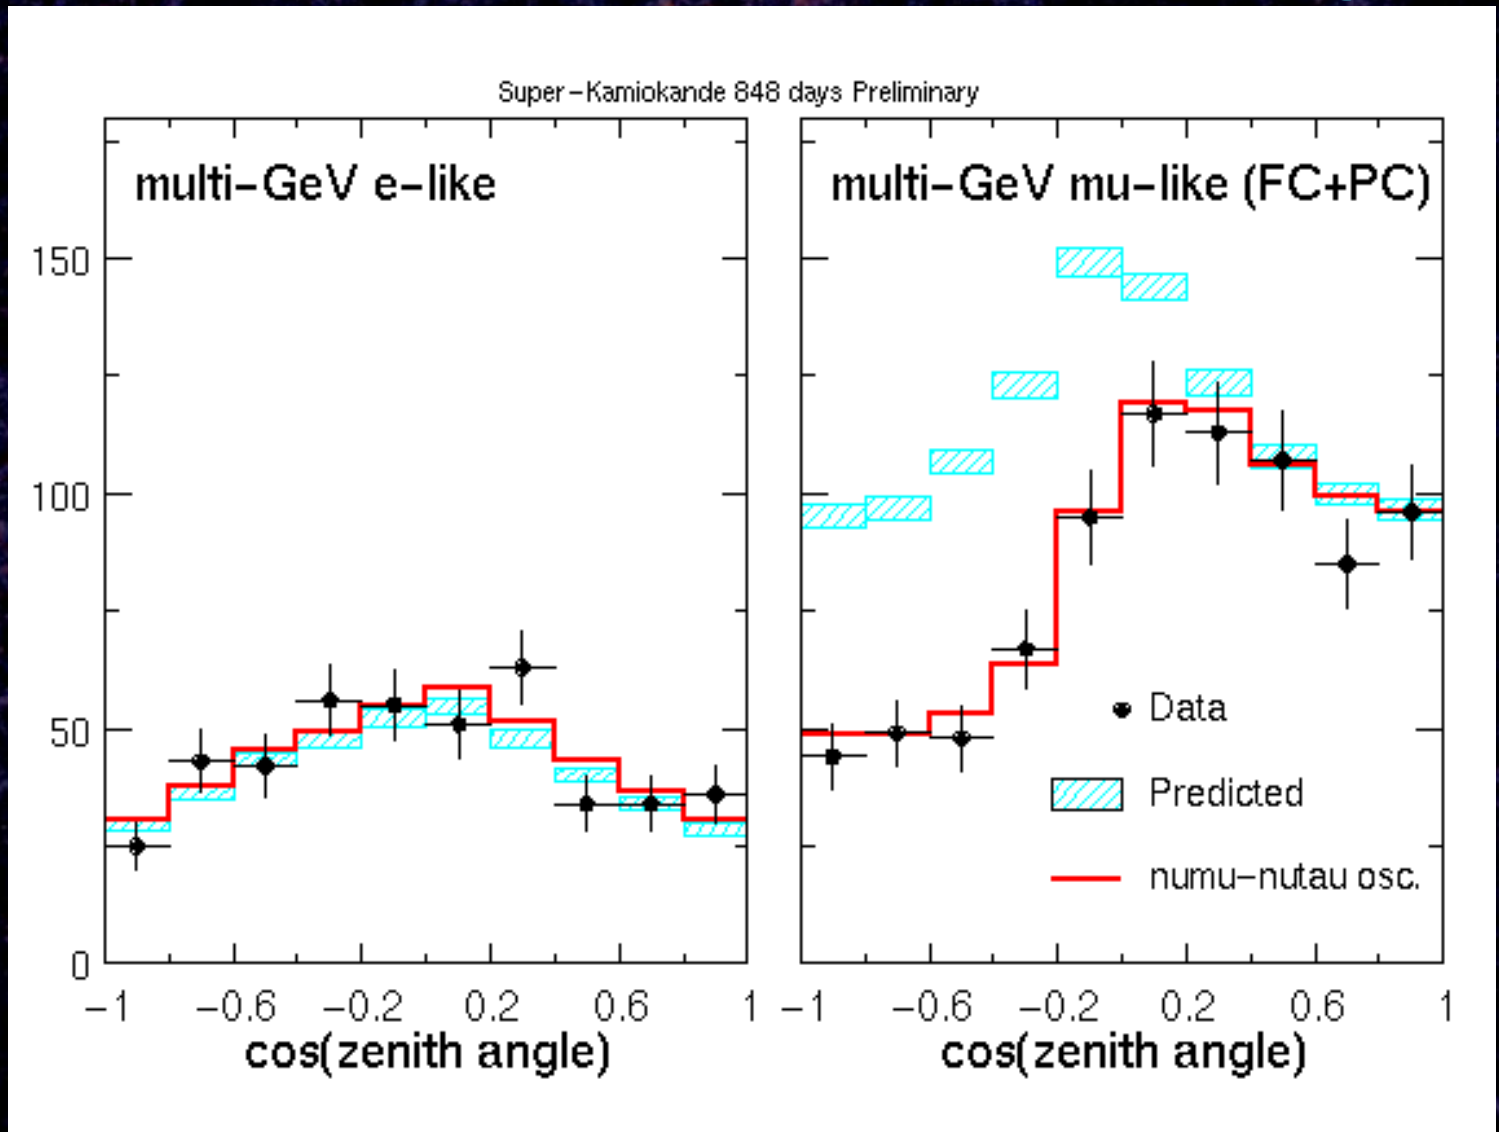 Super-Kamiokande 848 days Preliminary
multi-GeV e-like
multi-GeV mu-like (FC+PC)
150
100
50
0
Data
Predicted
numu-nutau osc.
-1 -0.6 -0.2 0.2 0.6 1
-1 -0.6 -0.2 0.2 0.6 1
cos(zenith angle)
cos(zenith angle)